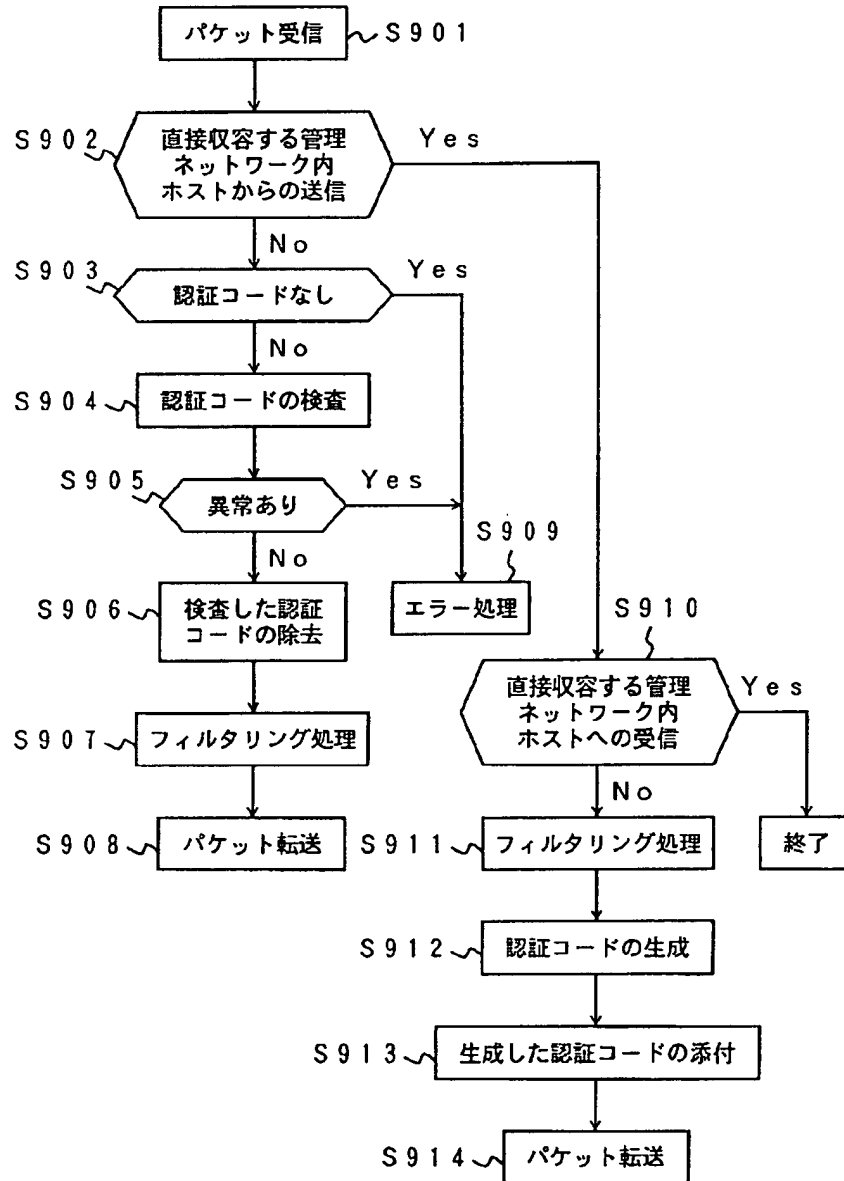 パケット受信
S901
S902
直接収容する管理
ネットワーク内
ホストからの送信
Yes
No
S903
認証コードなし
Yes
No
S904
認証コードの検査
S905
異常あり
Yes
No
S906
検査した認証
コードの除去
S909
エラー処理
S907
フィルタリング処理
S908
パケット転送
S910
直接収容する管理
ネットワーク内
ホストへの受信
Yes
No
終了
S911
フィルタリング処理
S912
認証コードの生成
S913
生成した認証コードの添付
S914
パケット転送